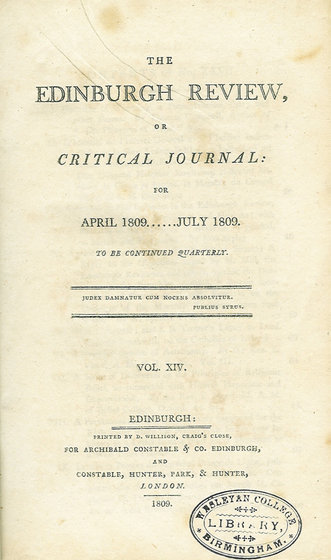 THE
EDINBURGH REVIEW,
OR
CRITICAL JOURNAL:
FOR
APRIL 1809......JULY 1809.
TO BE CONTINUED QUARTERLY.
JUDEX DAMNATUR CUM NOCENS ABSOLVITUR.
PUBLIUS SYRUS.
VOL. XIV.
EDINBURGH:
PRINTED BY D. WILLISON, CRAIG'S CLOSE,
FOR ARCHIBALD CONSTABLE & CO. EDINBURGH,
AND
CONSTABLE, HUNTER, PARK, & HUNTER,
LONDON.
1809.
WESLEYAN COLLEGE
LIBRARY,
BIRMINGHAM.